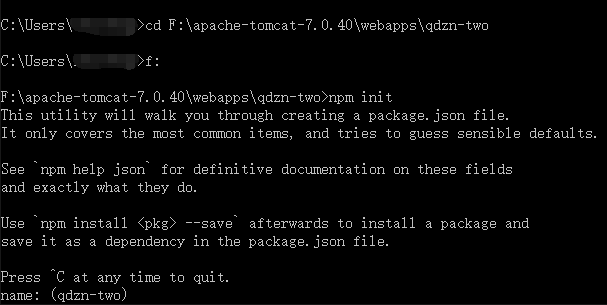 C:\Users\ >cd F:\apache-tomcat-7.0.40\webapps\qdzn-two
C:\Users\ >f:
F:\apache-tomcat-7.0.40\webapps\qdzn-two>npm init
This utility will walk you through creating a package.json file.
It only covers the most common items, and tries to guess sensible defaults.
See `npm help json` for definitive documentation on these fields
and exactly what they do.
Use `npm install <pkg> --save` afterwards to install a package and
save it as a dependency in the package.json file.
Press ^C at any time to quit.
name: (qdzn-two)